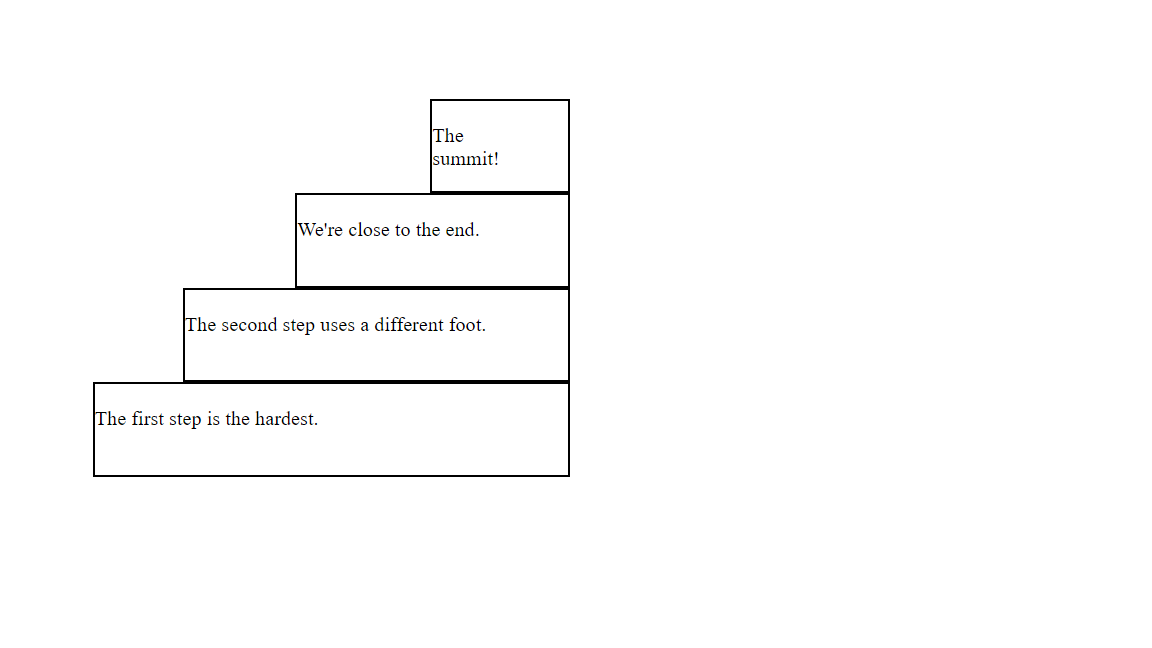 The
summit!
We're close to the end.
The second step uses a different foot.
The first step is the hardest.